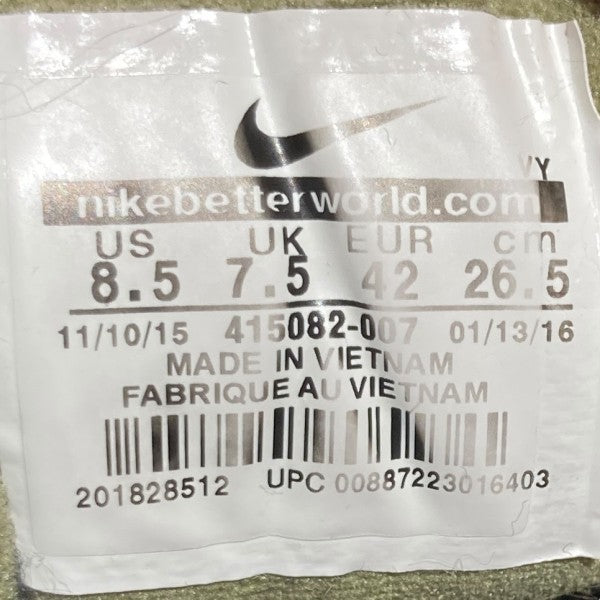 VY
nikebetterworld.com
US UK EUR cm
8.5 7.5 42 26.5
11/10/15 415082-007 01/13/16
MADE IN VIETNAM
FABRIQUE AU VIETNAM
201828512 UPC 00887223016403